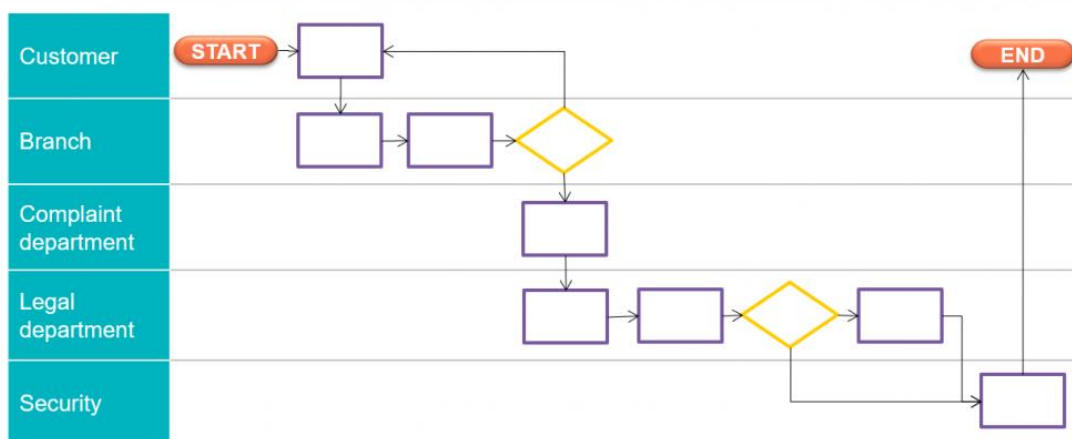 Customer
START
END
Branch
Complaint
department
Legal
department
Security